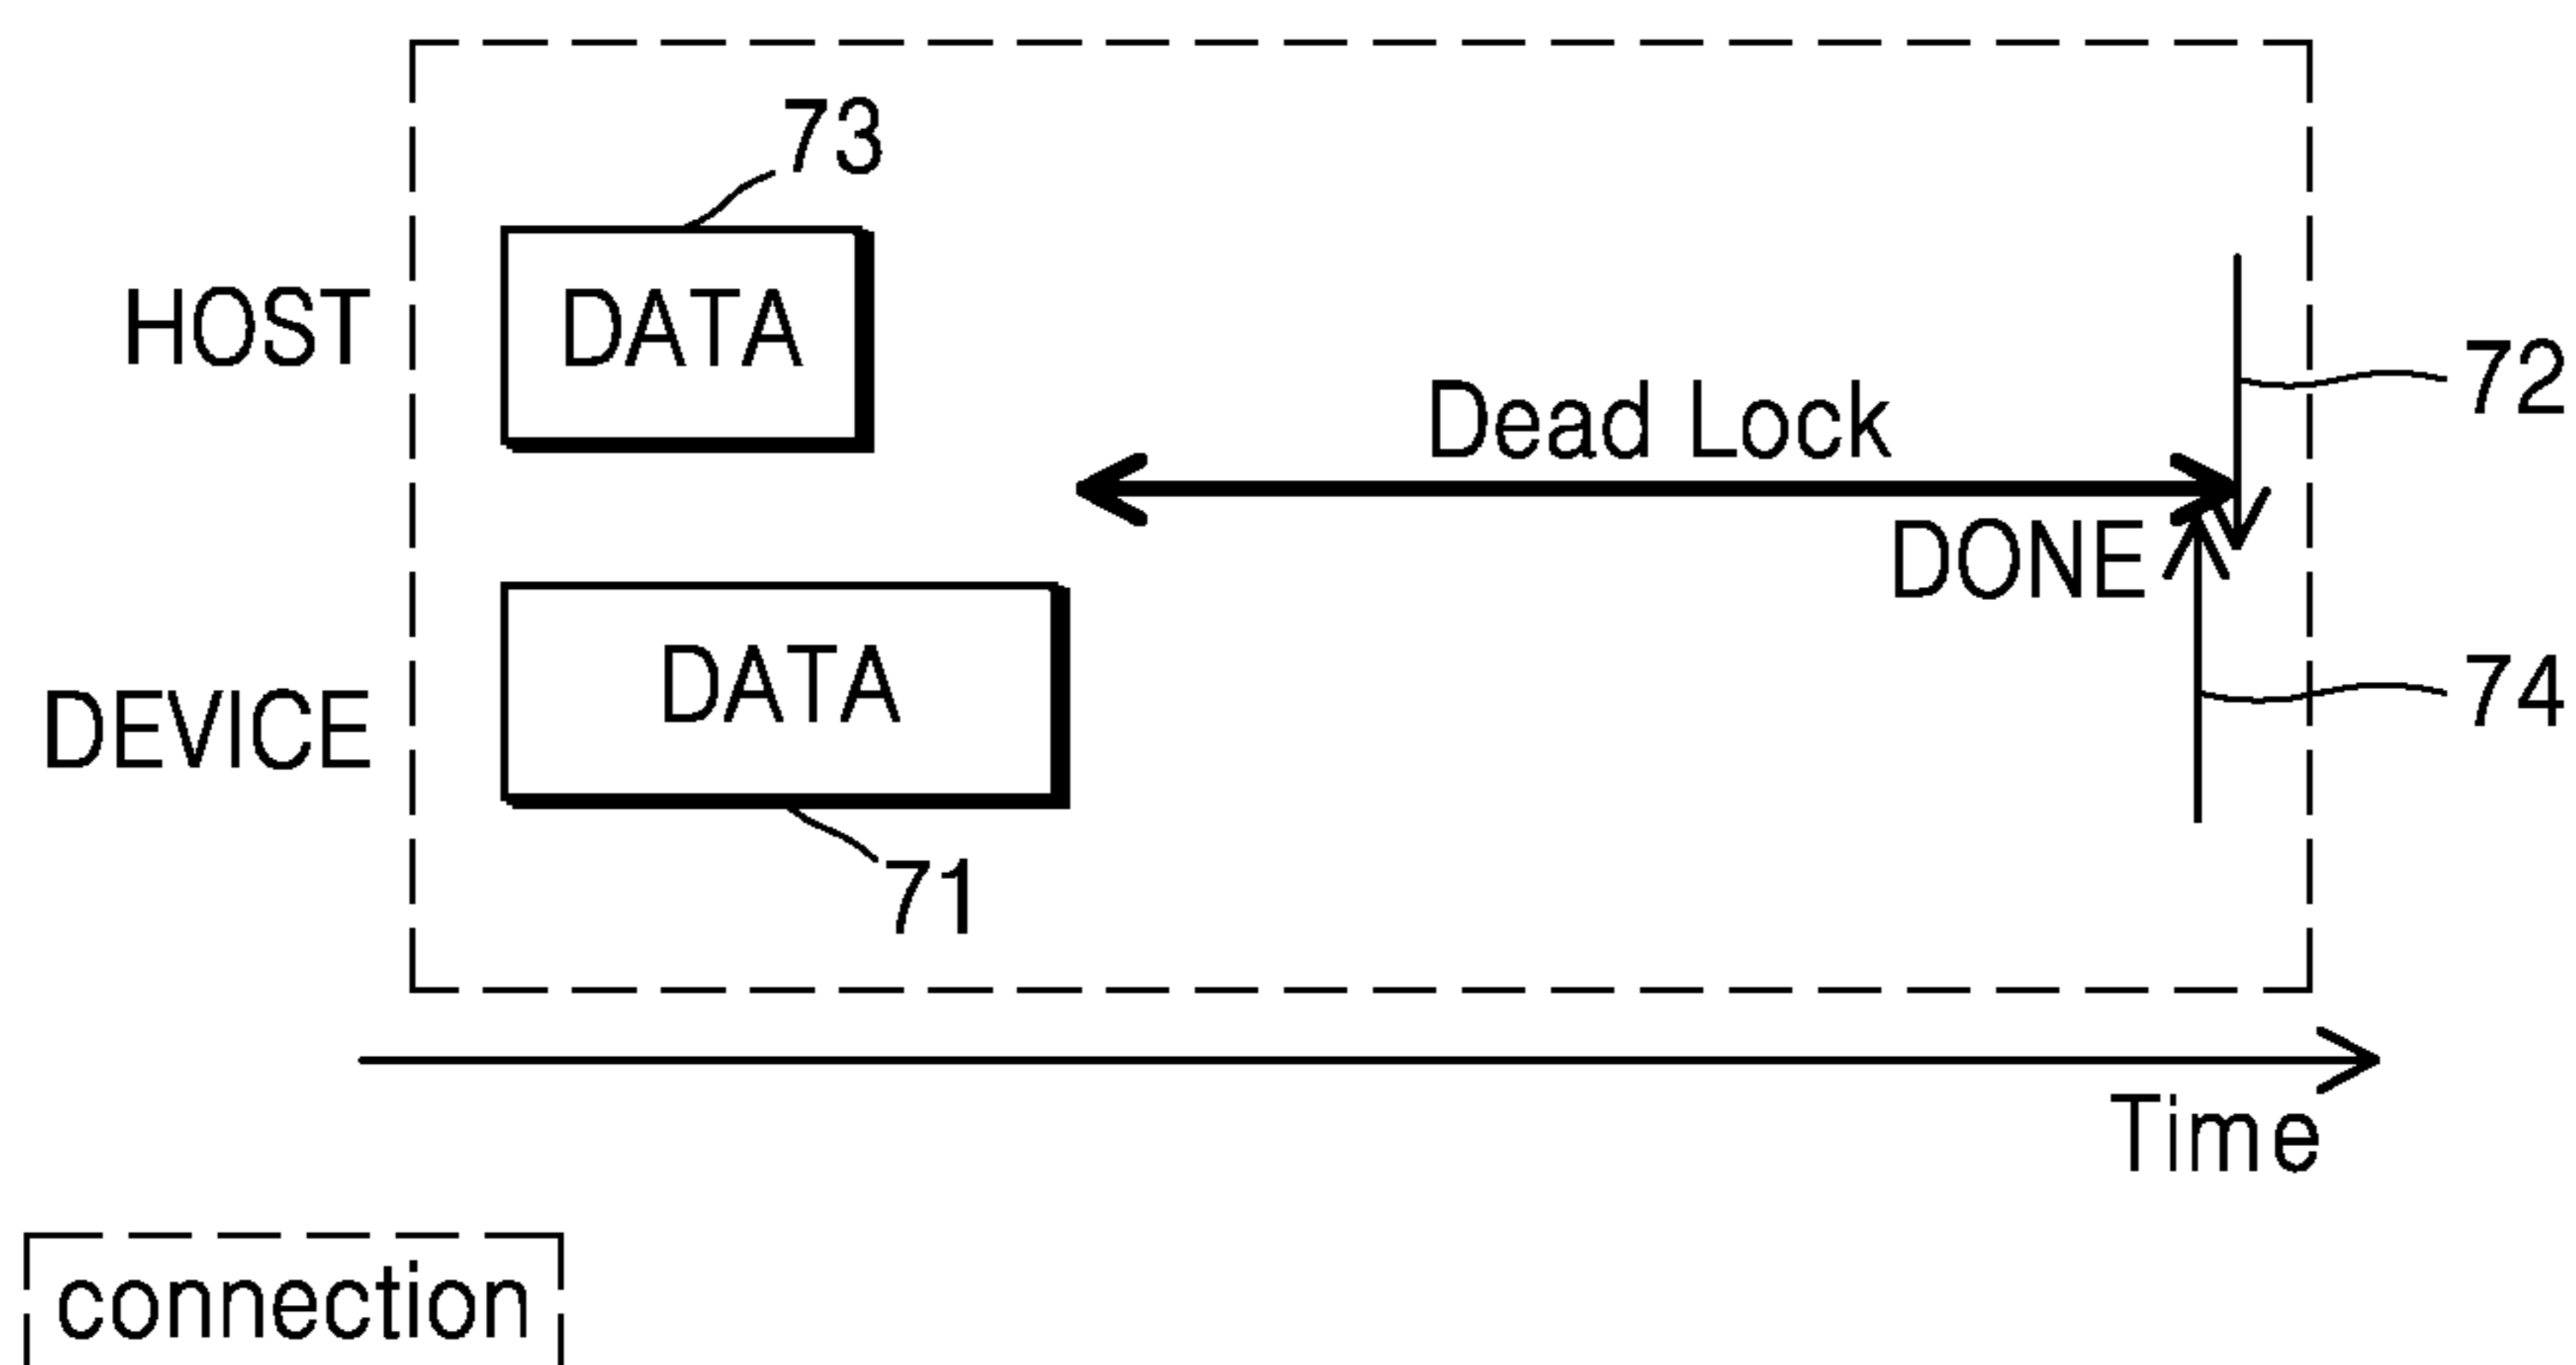 73
HOST
DATA
Dead Lock
72
DONE
DEVICE
DATA
74
71
Time
connection